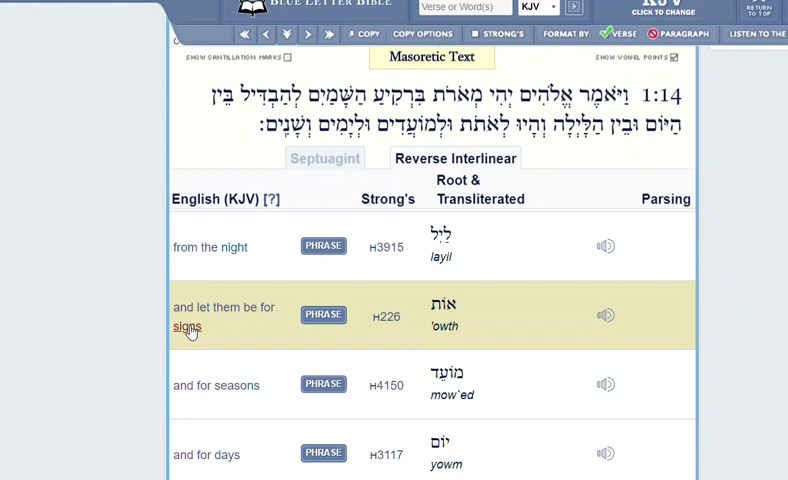 BLUE LETTER BIBLE
Verse or Word(s)
KJV
KJV
CLICK TO CHANGE
RETURN
TO TOP
COPY COPY OPTIONS STRONG'S FORMAT BY: VERSE PARAGRAPH LISTEN TO THE
SHOW CANTILLATION MARKS Masoretic Text SHOW VOWEL POINTS
1:14 וַיֹּאמֶר אֱלֹהִים יְהִי מְאֹרֹת בִּרְקִיעַ הַשָּׁמַיִם לְהַבְדִּיל בֵּין
הַיּוֹם וּבֵין הַלָּיְלָה וְהָיוּ לְאֹתֹת וּלְמוֹעֲדִים וּלְיָמִים וְשָׁנִים׃
Septuagint Reverse Interlinear
English (KJV) [?] Strong's Root &
Transliterated Parsing
from the night PHRASE H3915 לַיִל
layil
and let them be for
signs PHRASE H226 אוֹת
'owth
and for seasons PHRASE H4150 מוֹעֵד
mow`ed
and for days PHRASE H3117 יוֹם
yowm